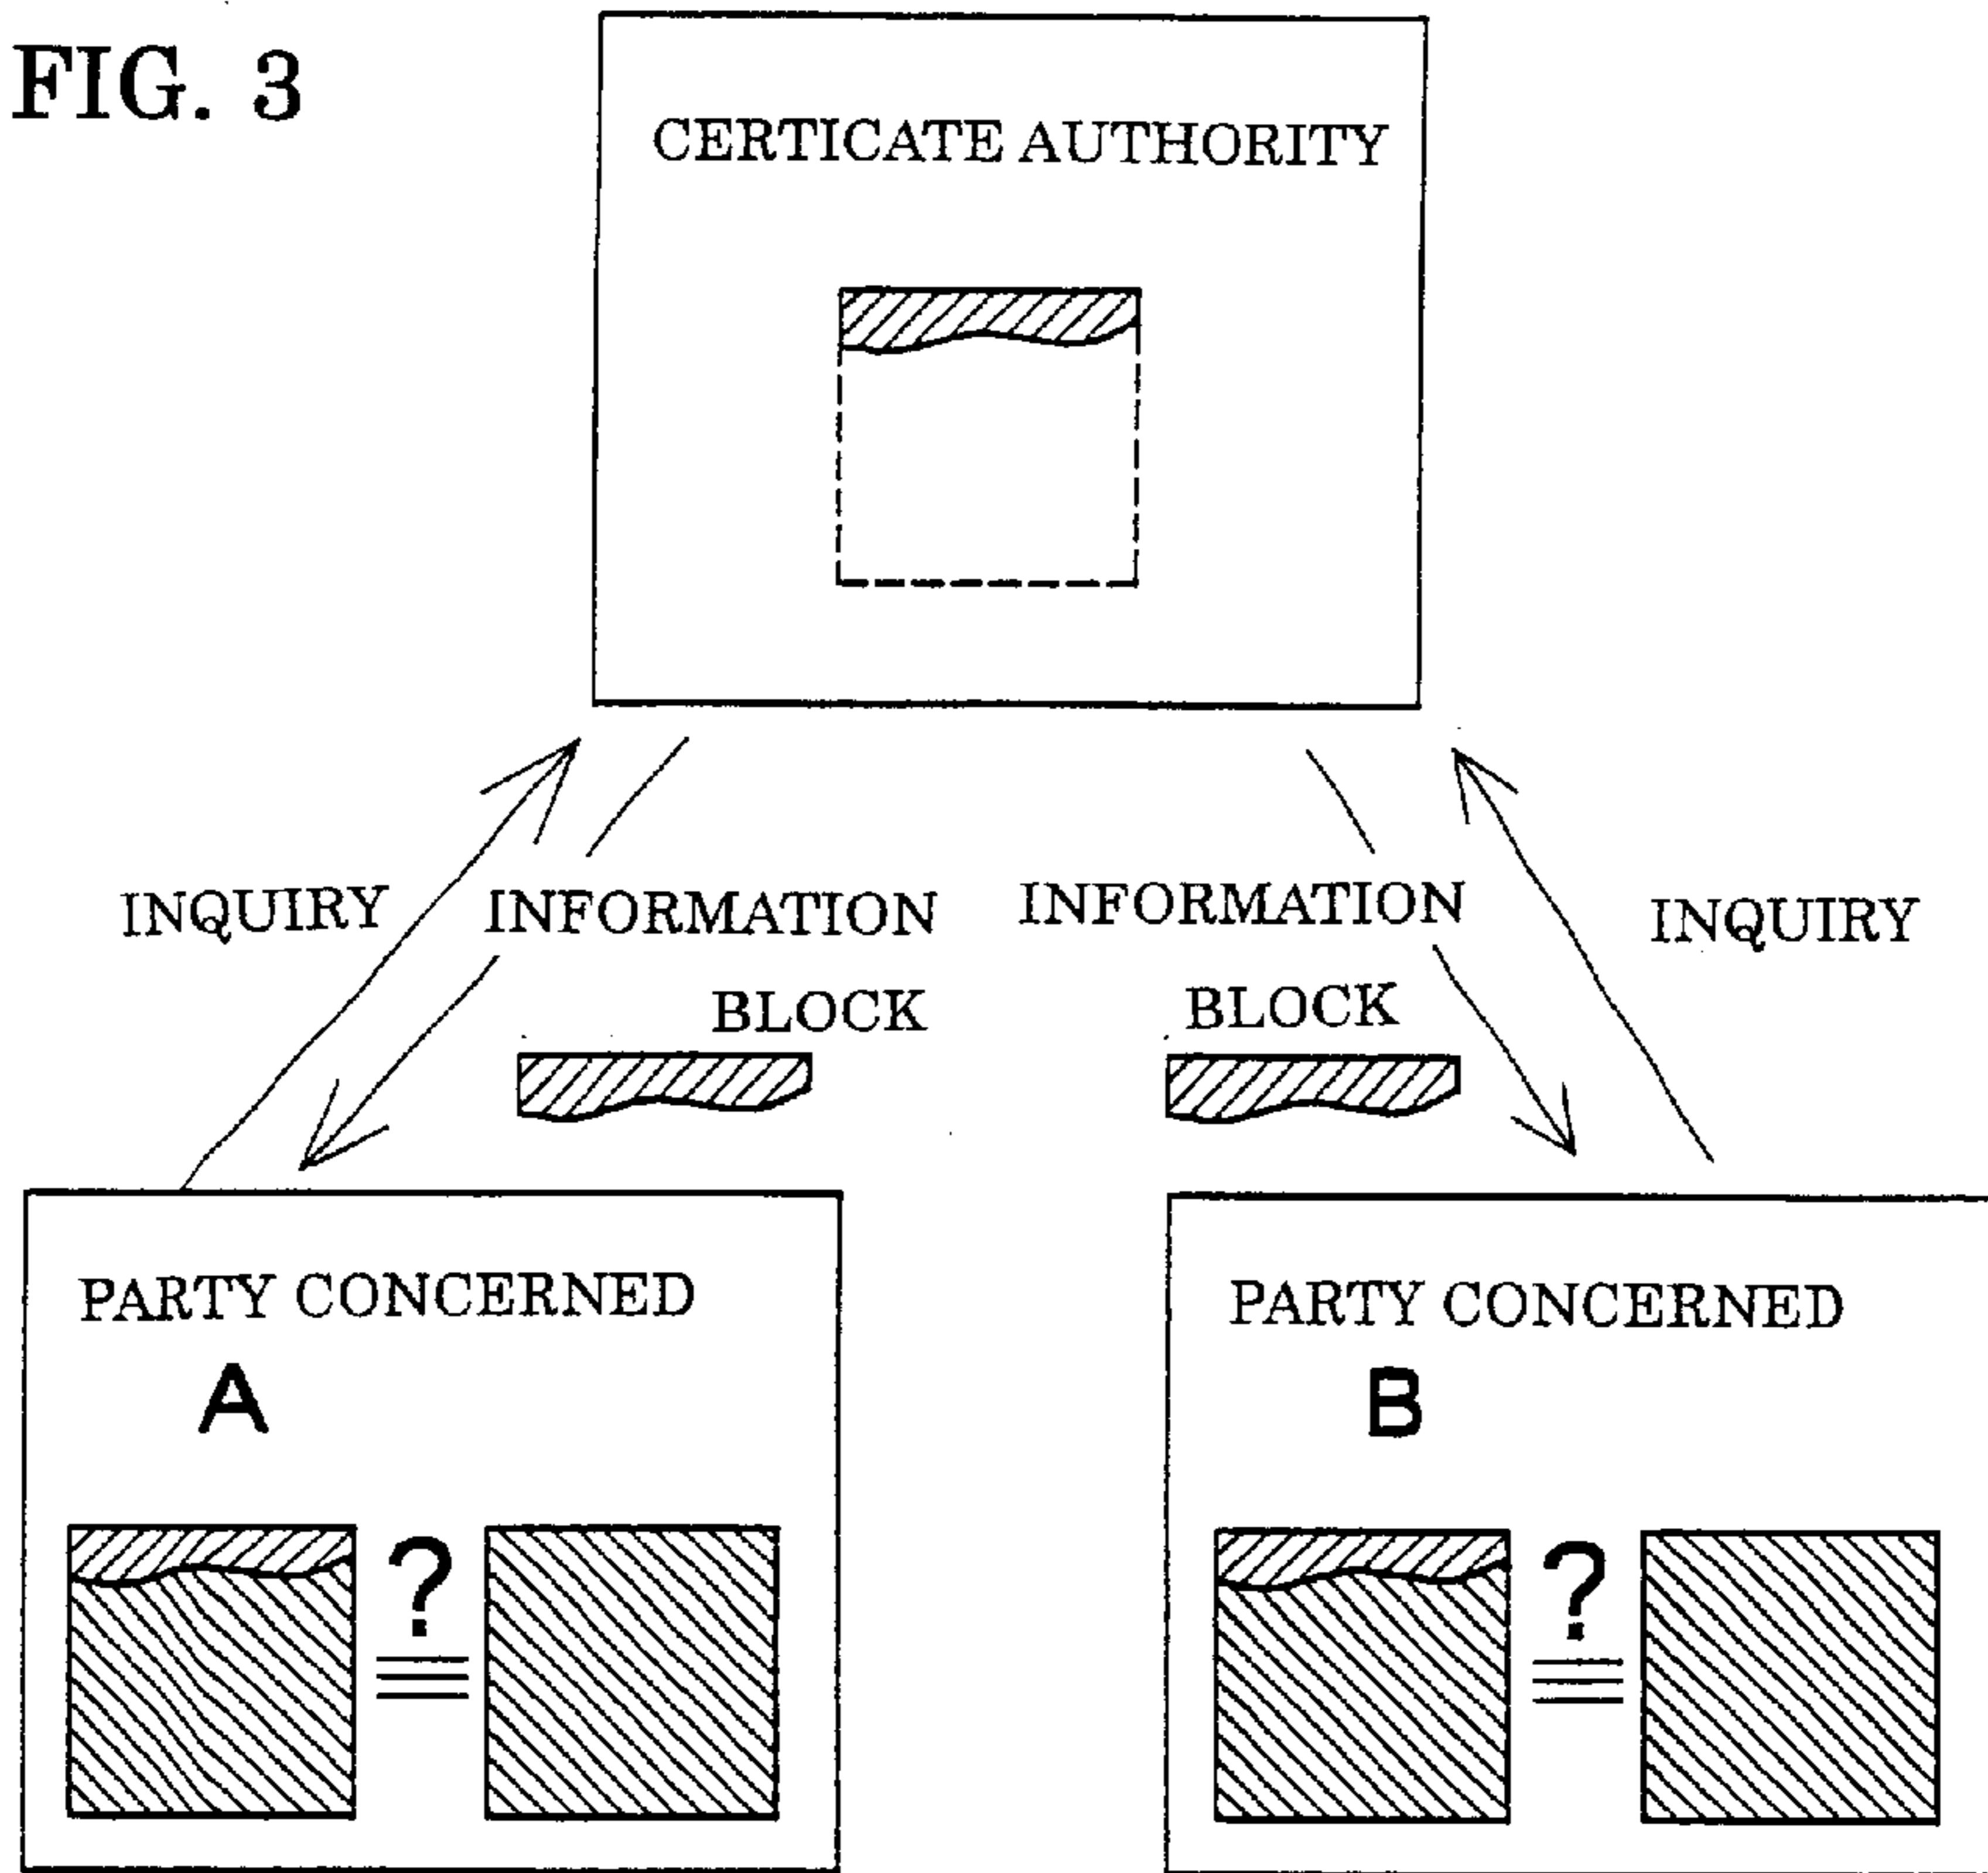 FIG. 3
CERTICATE AUTHORITY
INQUIRY
INFORMATION
BLOCK
INFORMATION
BLOCK
INQUIRY
PARTY CONCERNED
A
?
PARTY CONCERNED
B
?